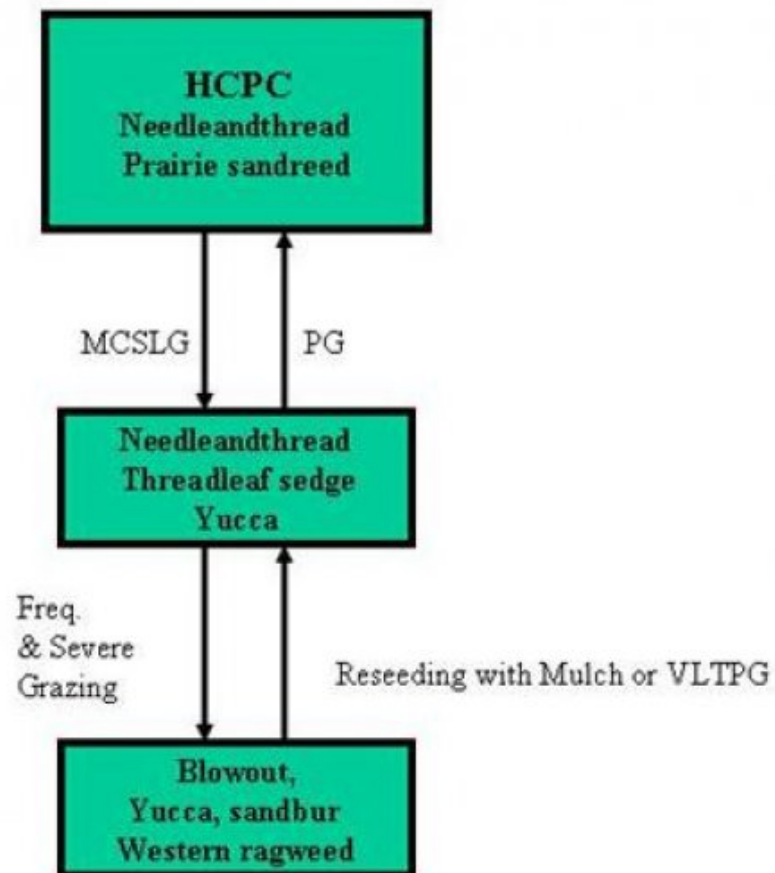 HCPC
Needleandthread
Prairie sandreed
MCSLG
PG
Needleandthread
Threadleaf sedge
Yucca
Freq.
& Severe
Grazing
Reseeding with Mulch or VLTPG
Blowout,
Yucca, sandbur
Western ragweed